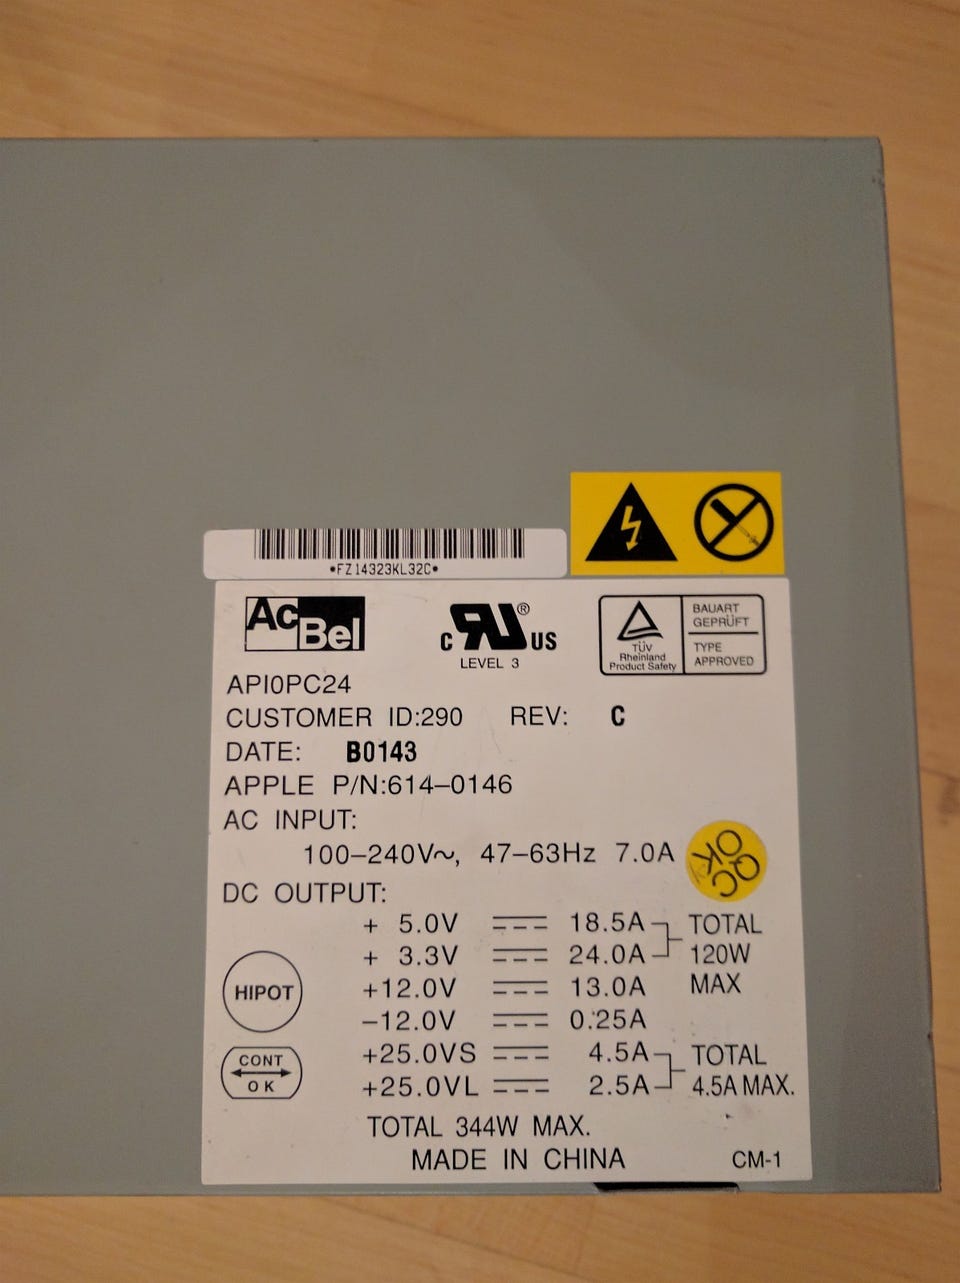 *FZ14323KL32C*
AcBel
c RU ® US
LEVEL 3
TÜV
Rheinland
Product Safety
BAUART
GEPRÜFT
TYPE
APPROVED
API0PC24
CUSTOMER ID:290 REV: C
DATE: B0143
APPLE P/N:614-0146
AC INPUT:
100-240V~, 47-63Hz 7.0A
QC
OK
DC OUTPUT:
+ 5.0V 18.5A TOTAL
+ 3.3V 24.0A 120W
+12.0V 13.0A MAX
-12.0V 0.25A
+25.0VS 4.5A TOTAL
+25.0VL 2.5A 4.5A MAX.
HIPOT
CONT
OK
TOTAL 344W MAX.
MADE IN CHINA CM-1